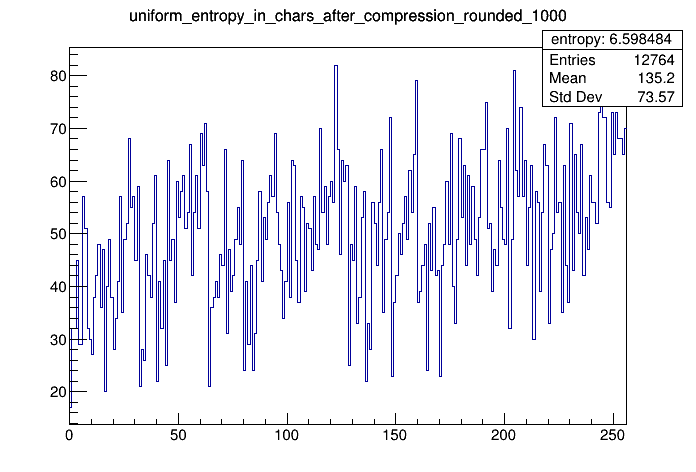 uniform_entropy_in_chars_after_compression_rounded_1000
entropy: 6.598484
Entries 12764
Mean 135.2
Std Dev 73.57
80
70
60
50
40
30
20
0 50 100 150 200 250